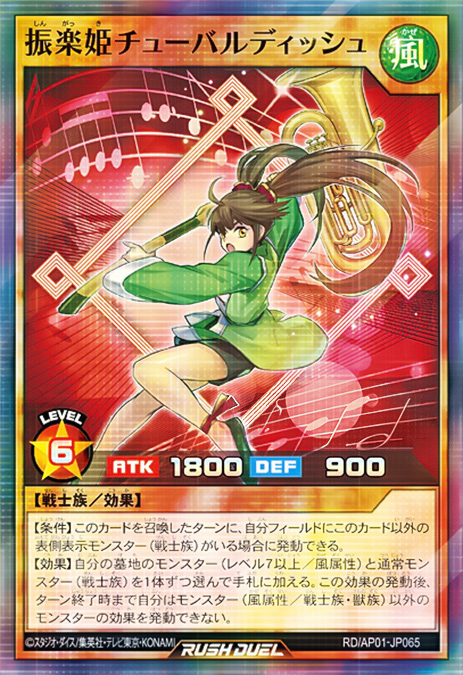 しん がっ き
振楽姫チューバルディッシュ
かぜ
風
LEVEL
6
ATK 1800 DEF 900
【戦士族/効果】
【条件】このカードを召喚したターンに、自分フィールドにこのカード以外の
表側表示モンスター(戦士族)がいる場合に発動できる。
【効果】自分の墓地のモンスター(レベル7以上/風属性)と通常モン
スター(戦士族)を1体ずつ選んで手札に加える。この効果の発動後、
ターン終了時まで自分はモンスター(風属性/戦士族・獣族)以外の
モンスターの効果を発動できない。
©スタジオ・ダイス/集英社・テレビ東京・KONAMI
RUSH DUEL
RD/AP01-JP065